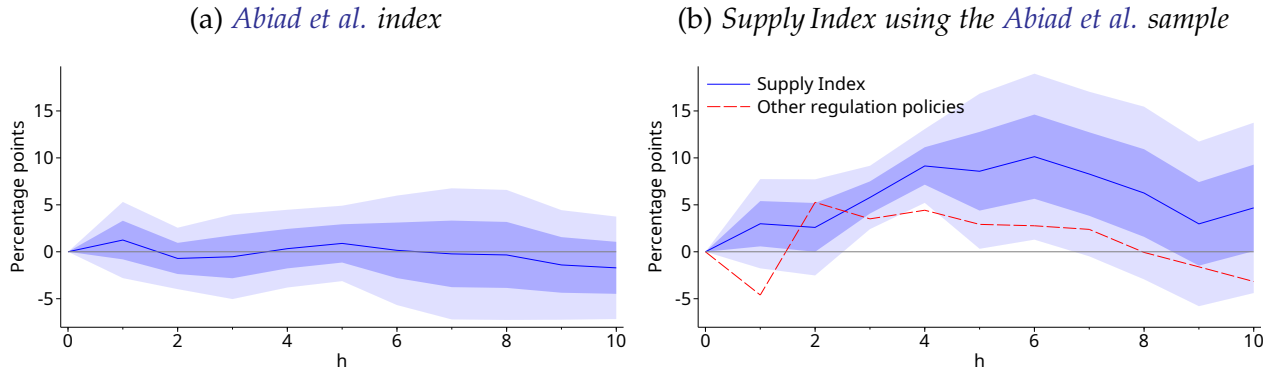 (a) Abiad et al. index
Percentage points
15
10
5
0
-5
0 2 4 6 8 10
h
(b) Supply Index using the Abiad et al. sample
Supply Index
Other regulation policies
Percentage points
15
10
5
0
-5
0 2 4 6 8 10
h